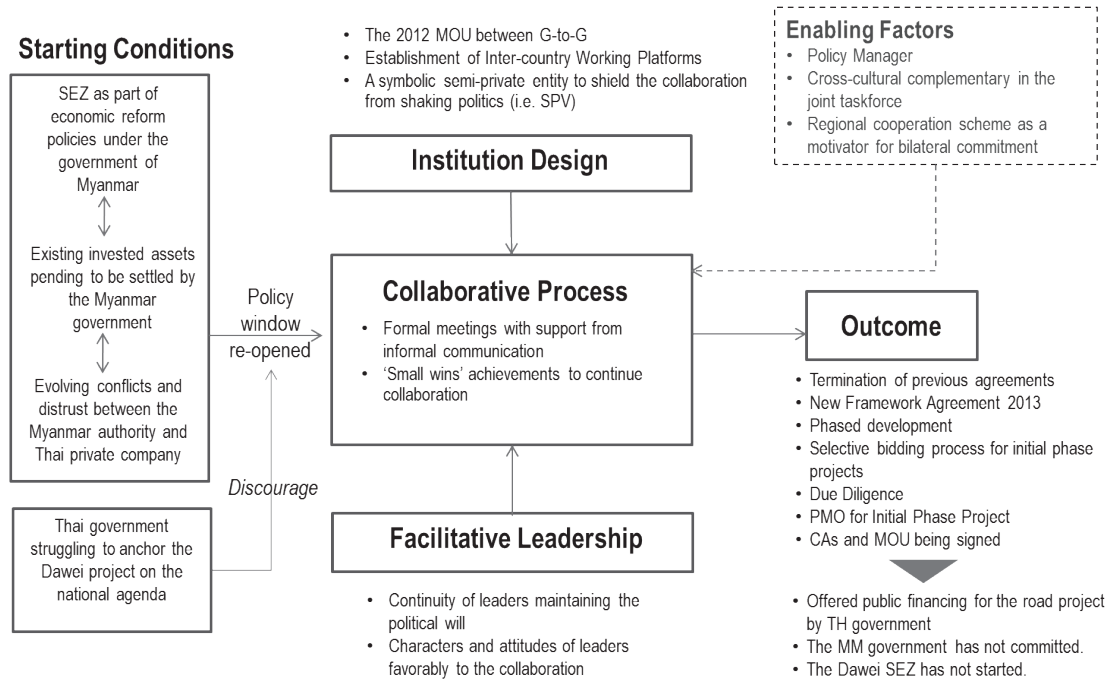 Starting Conditions
SEZ as part of
economic reform
policies under the
government of
Myanmar
Existing invested assets
pending to be settled by
the Myanmar
government
Evolving conflicts and
distrust between the
Myanmar authority and
Thai private company
Thai government
struggling to anchor the
Dawei project on the
national agenda
Policy
window
re-opened
Discourage
• The 2012 MOU between G-to-G
• Establishment of Inter-country Working Platforms
• A symbolic semi-private entity to shield the collaboration
from shaking politics (i.e. SPV)
Institution Design
Collaborative Process
• Formal meetings with support from
informal communication
• ‘Small wins’ achievements to continue
collaboration
Facilitative Leadership
• Continuity of leaders maintaining the
political will
• Characters and attitudes of leaders
favorably to the collaboration
Enabling Factors
• Policy Manager
• Cross-cultural complementary in the
joint taskforce
• Regional cooperation scheme as a
motivator for bilateral commitment
Outcome
• Termination of previous agreements
• New Framework Agreement 2013
• Phased development
• Selective bidding process for initial phase
projects
• Due Diligence
• PMO for Initial Phase Project
• CAs and MOU being signed
• Offered public financing for the road project
by TH government
• The MM government has not committed.
• The Dawei SEZ has not started.